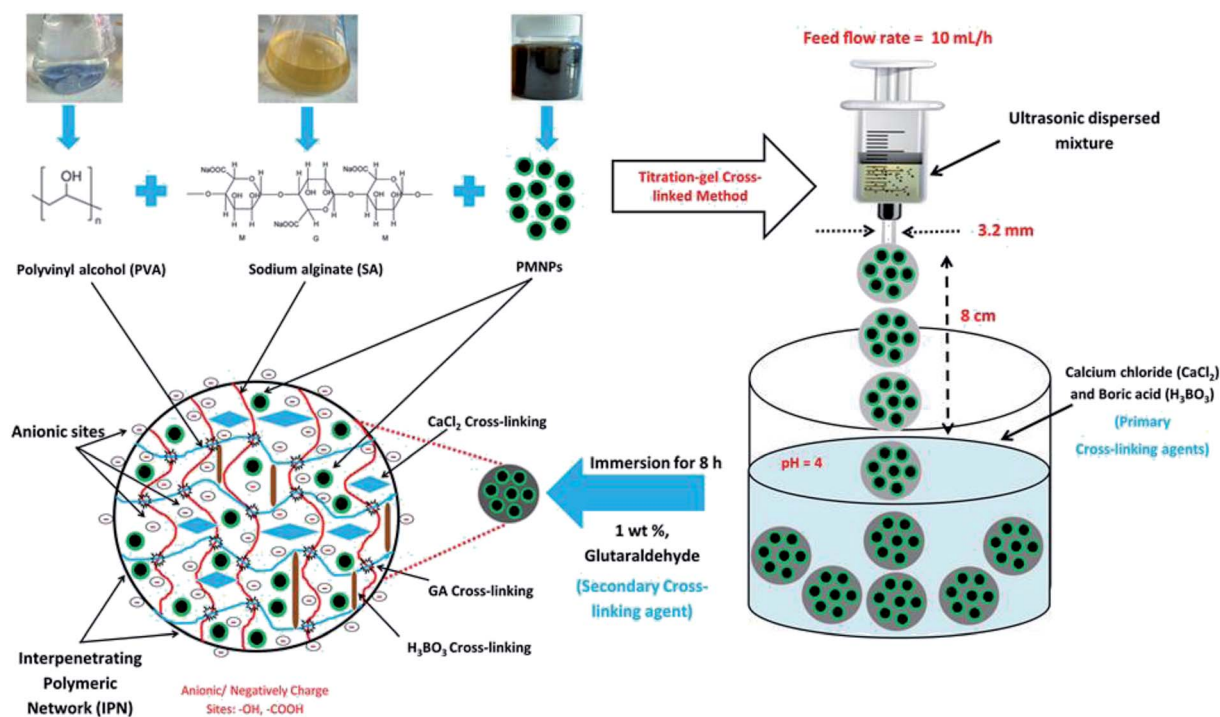 Feed flow rate = 10 mL/h
Ultrasonic dispersed
mixture
OH
n
NaOOC
NaOOC
NaOOC
M
G
M
Titration-gel Cross-
linked Method
3.2 mm
Polyvinyl alcohol (PVA)
Sodium alginate (SA)
PMNPs
8 cm
Calcium chloride (CaCl₂)
and Boric acid (H₃BO₃)
(Primary
Cross-linking agents)
pH = 4
Anionic sites
CaCl₂ Cross-linking
Immersion for 8 h
1 wt %,
Glutaraldehyde
(Secondary Cross-
linking agent)
GA Cross-linking
H₃BO₃ Cross-linking
Interpenetrating
Polymeric
Network (IPN)
Anionic/ Negatively Charge
Sites: -OH, -COOH